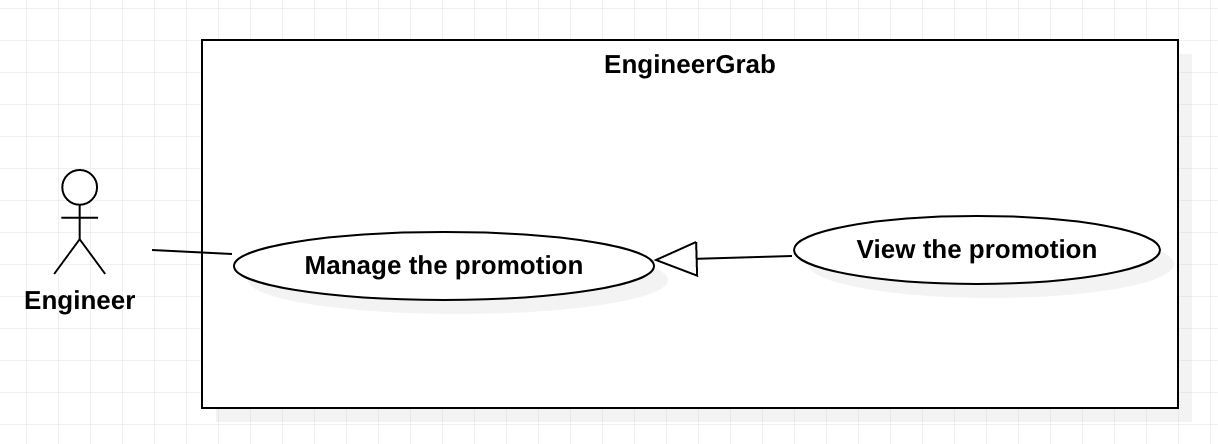 EngineerGrab
Engineer
Manage the promotion
View the promotion